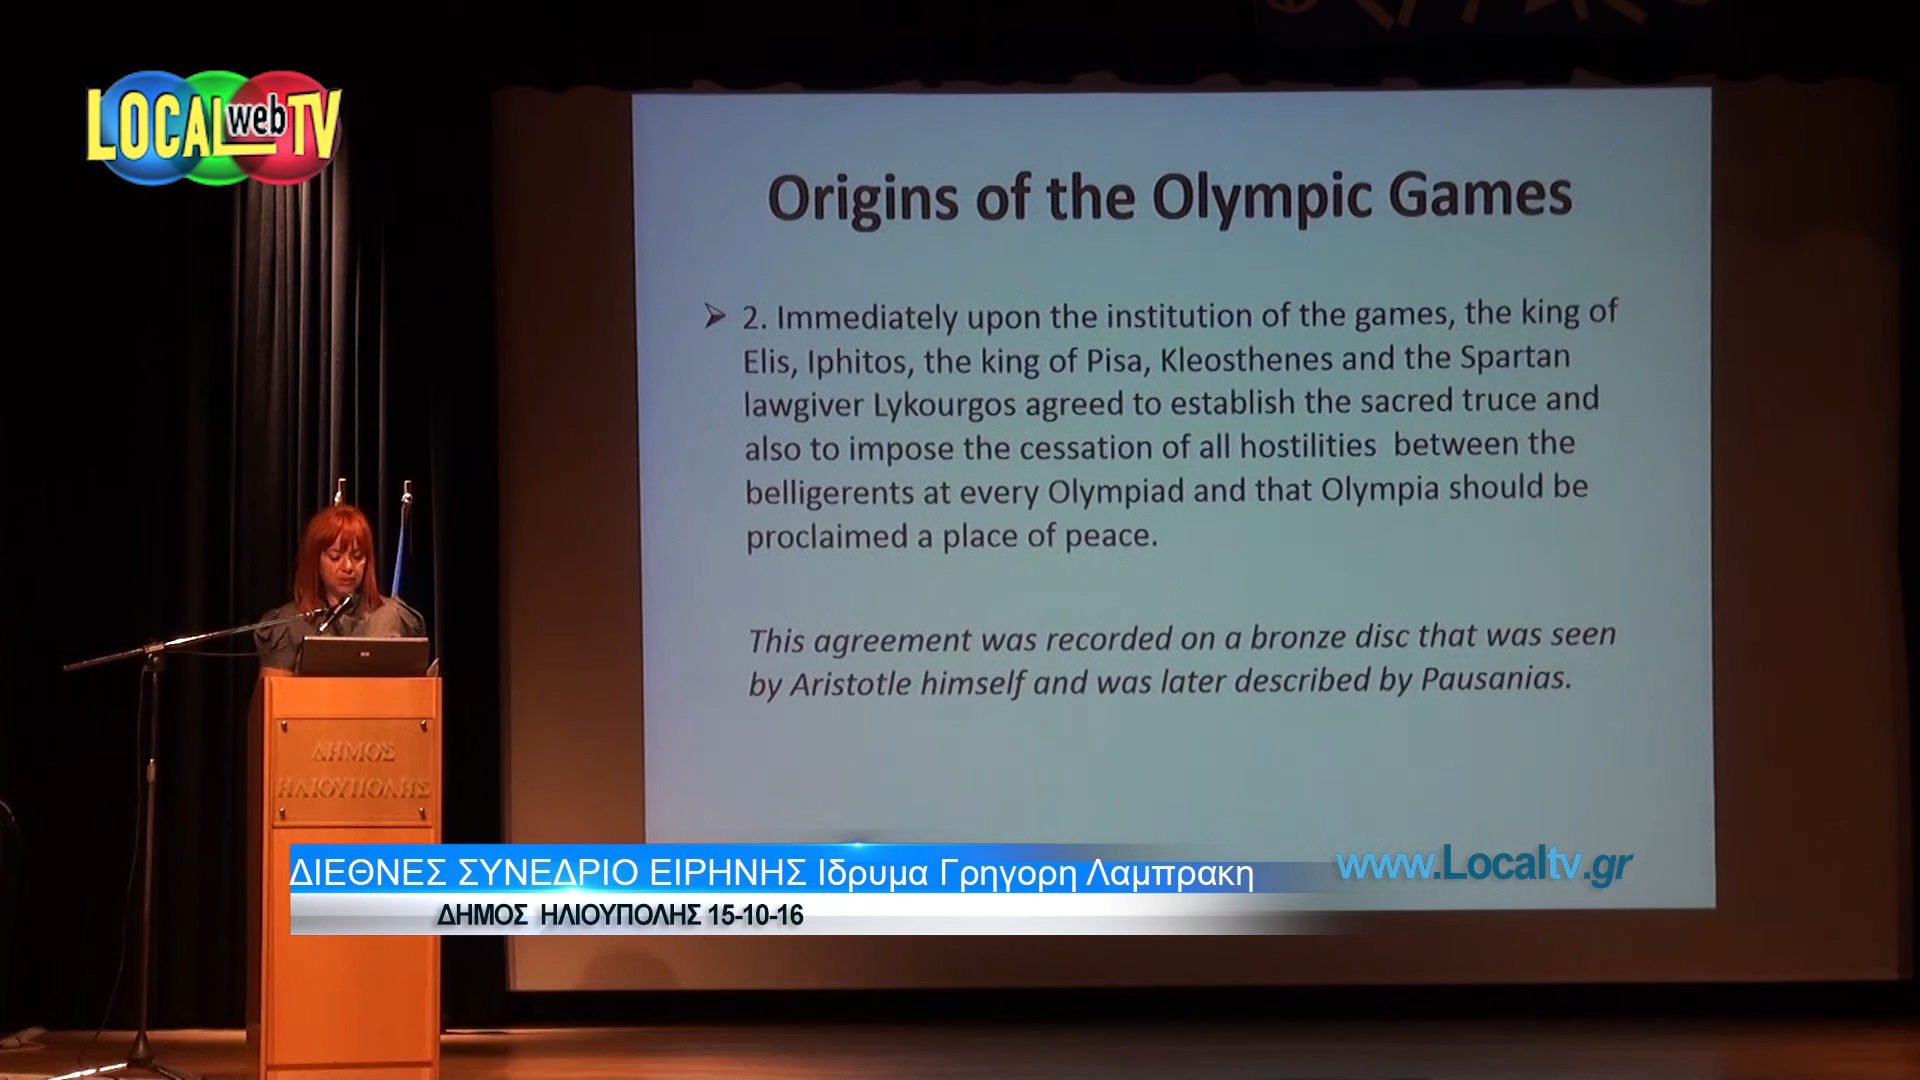 LOCAL web TV
Origins of the Olympic Games
➢ 2. Immediately upon the institution of the games, the king of
Elis, Iphitos, the king of Pisa, Kleosthenes and the Spartan
lawgiver Lykourgos agreed to establish the sacred truce and
also to impose the cessation of all hostilities between the
belligerents at every Olympiad and that Olympia should be
proclaimed a place of peace.
This agreement was recorded on a bronze disc that was seen
by Aristotle himself and was later described by Pausanias.
ΔΗΜΟΣ
ΗΛΙΟΥΠΟΛΗΣ
ΔΙΕΘΝΕΣ ΣΥΝΕΔΡΙΟ ΕΙΡΗΝΗΣ Ιδρυμα Γρηγορη Λαμπρακη
www.Localtv.gr
ΔΗΜΟΣ ΗΛΙΟΥΠΟΛΗΣ 15-10-16